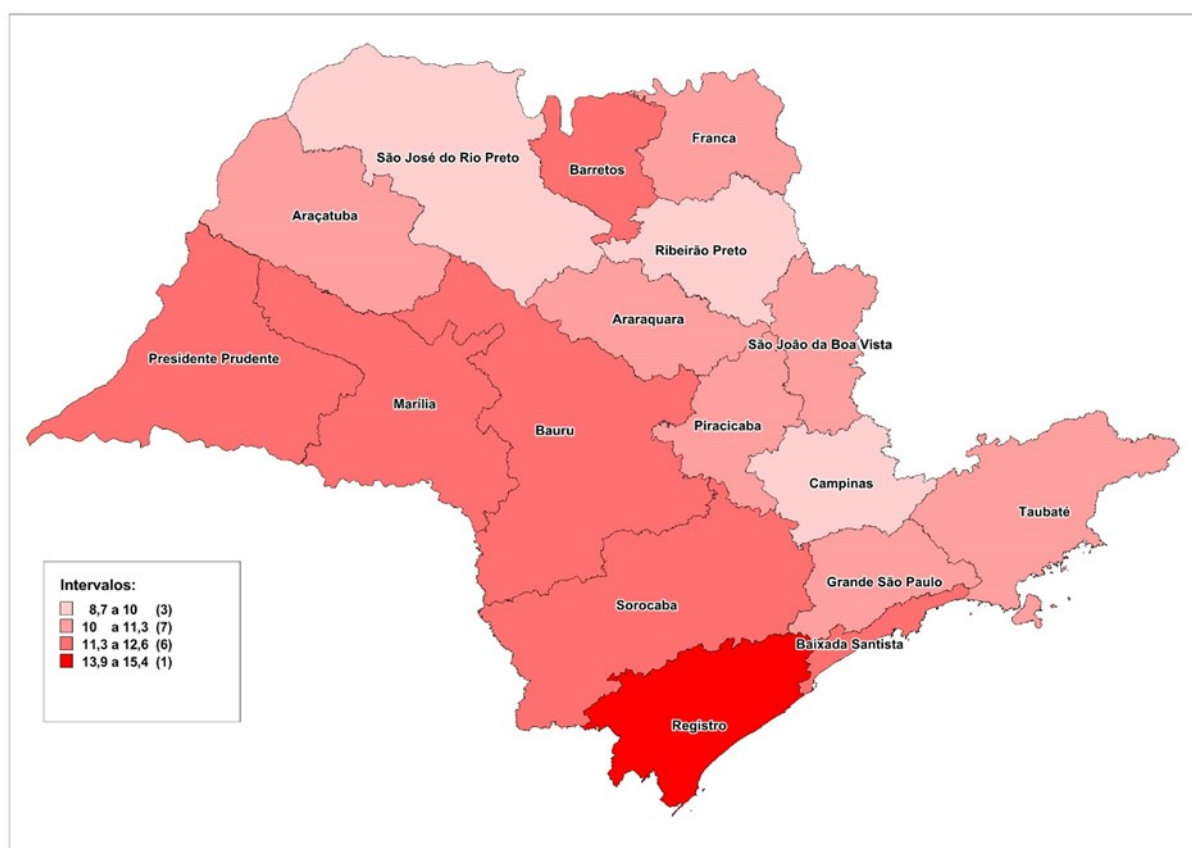 Franca
São José do Rio Preto
Barretos
Araçatuba
Ribeirão Preto
Araraquara
São João da Boa Vista
Presidente Prudente
Marília
Piracicaba
Bauru
Campinas
Taubaté
Grande São Paulo
Sorocaba
Baixada Santista
Registro
Intervalos:
8,7 a 10 (3)
10 a 11,3 (7)
11,3 a 12,6 (6)
13,9 a 15,4 (1)